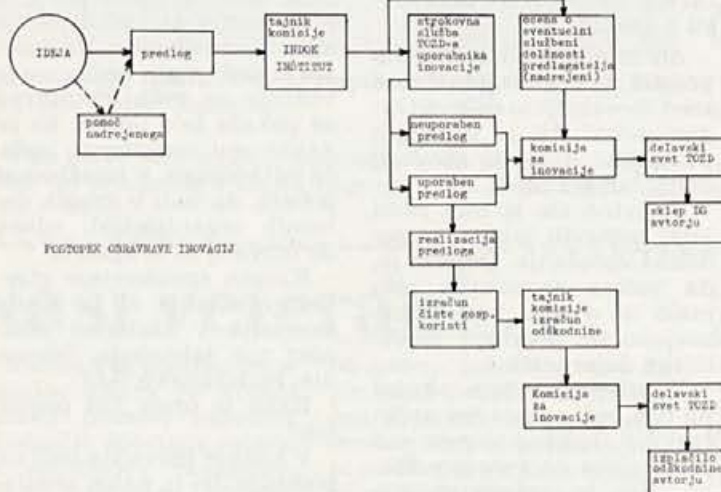 IDEJA
predlog
pomoč
nadrejenega
tajnik
komisije
INDOK
INŠTITUT
strokovna
služba
TOZD-a
uporabnika
inovacije
ocena o
eventuelni
službeni
dolžnosti
predlagatelja
(nadrejeni)
neuporaben
predlog
uporaben
predlog
komisija
za
inovacije
delavski
svet TOZD
sklep DS
avtorju
POSTOPEK OBRAVNAVE INOVACIJ
realizacija
predloga
izračun
čiste gosp.
koristi
tajnik
komisije
izračun
odškodnine
Komisija
za
inovacije
delavski
svet TOZD
izplačilo
odškodnine
avtorju